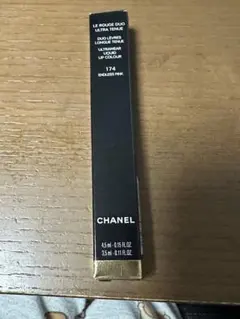 LE ROUGE DUO
ULTRA TENUE
DUO LÈVRES
LONGUE TENUE
ULTRAWEAR
LIQUID
LIP COLOUR
174
ENDLESS PINK
CHANEL
4.5 ml - 0.15 FL.OZ.
3.5 ml - 0.11 FL.OZ.